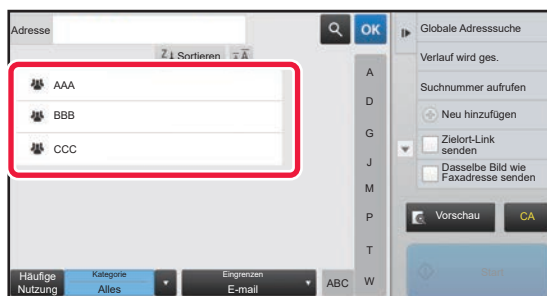 Adresse
OK
Sortieren
AAA
BBB
CCC
A
D
G
J
M
P
T
W
Globale Adresssuche
Verlauf wird ges.
Suchnummer aufrufen
Neu hinzufügen
Zielort-Link
senden
Dasselbe Bild wie
Faxadresse senden
Vorschau
CA
Start
Häufige
Nutzung
Kategorie
Alles
Eingrenzen
E-mail
ABC